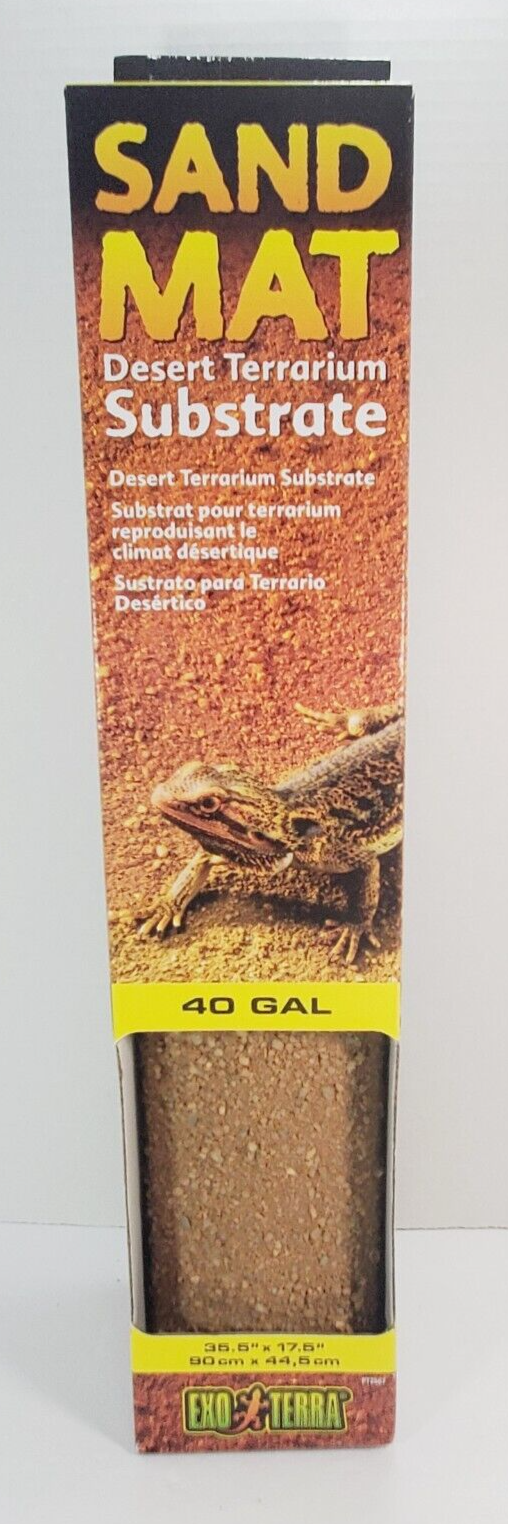 SAND
MAT
Desert Terrarium
Substrate
Desert Terrarium Substrate
Substrat pour terrarium
reproduisant le
climat désertique
Sustrato para Terrario
Desértico
40 GAL
35.5" x 17.5"
90 cm x 44,5 cm
EXO TERRA®